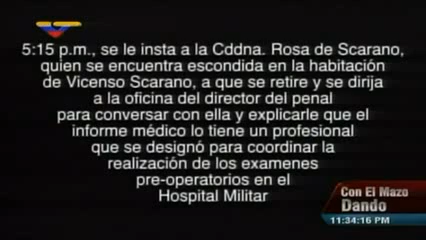 5:15 p.m., se le insta a la Cddna. Rosa de Scarano,
quien se encuentra escondida en la habitación
de Vicenso Scarano, a que se retire y se dirija
a la oficina del director del penal
para conversar con ella y explicarle que el
informe médico lo tiene un profesional
que se designó para coordinar la
realización de los examenes
pre-operatorios en el
Hospital Militar
Con El Mazo
Dando
11:34:16 PM